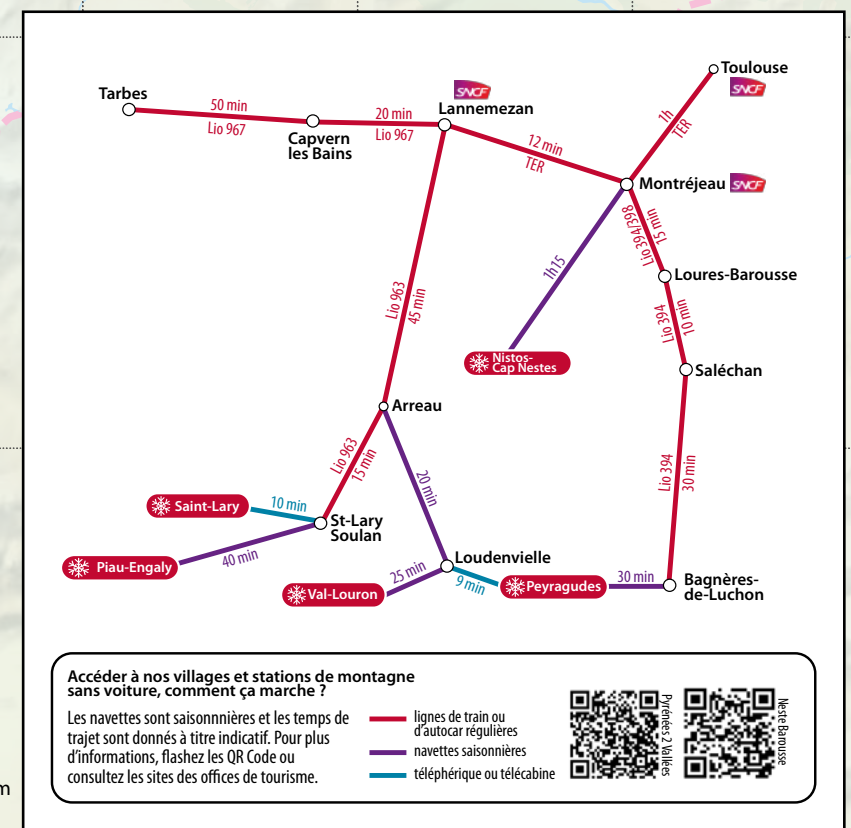 Toulouse
SNCF
Tarbes
50 min
Lio 967
20 min
Lio 967
Capvern
les Bains
SNCF
Lannemezan
12 min
TER
1h
TER
Montréjeau
SNCF
Lio 394/398
15 min
1h15
Loures-Barousse
Lio 394
10 min
Lio 963
45 min
Nistos-
Cap Nestes
Saléchan
Arreau
Lio 963
15 min
20 min
Lio 394
30 min
Saint-Lary
10 min
St-Lary
Soulan
Piau-Engaly
40 min
Loudenvielle
25 min
Val-Louron
9 min
Peyragudes
30 min
Bagnères-
de-Luchon
Accéder à nos villages et stations de montagne
sans voiture, comment ça marche ?
Les navettes sont saisonnnières et les temps de
trajet sont donnés à titre indicatif. Pour plus
d'informations, flashez les QR Code ou
consultez les sites des offices de tourisme.
lignes de train ou
d'autocar régulières
navettes saisonnières
téléphérique ou télécabine
Pyrénées 2 Vallées
Neste Barousse
m